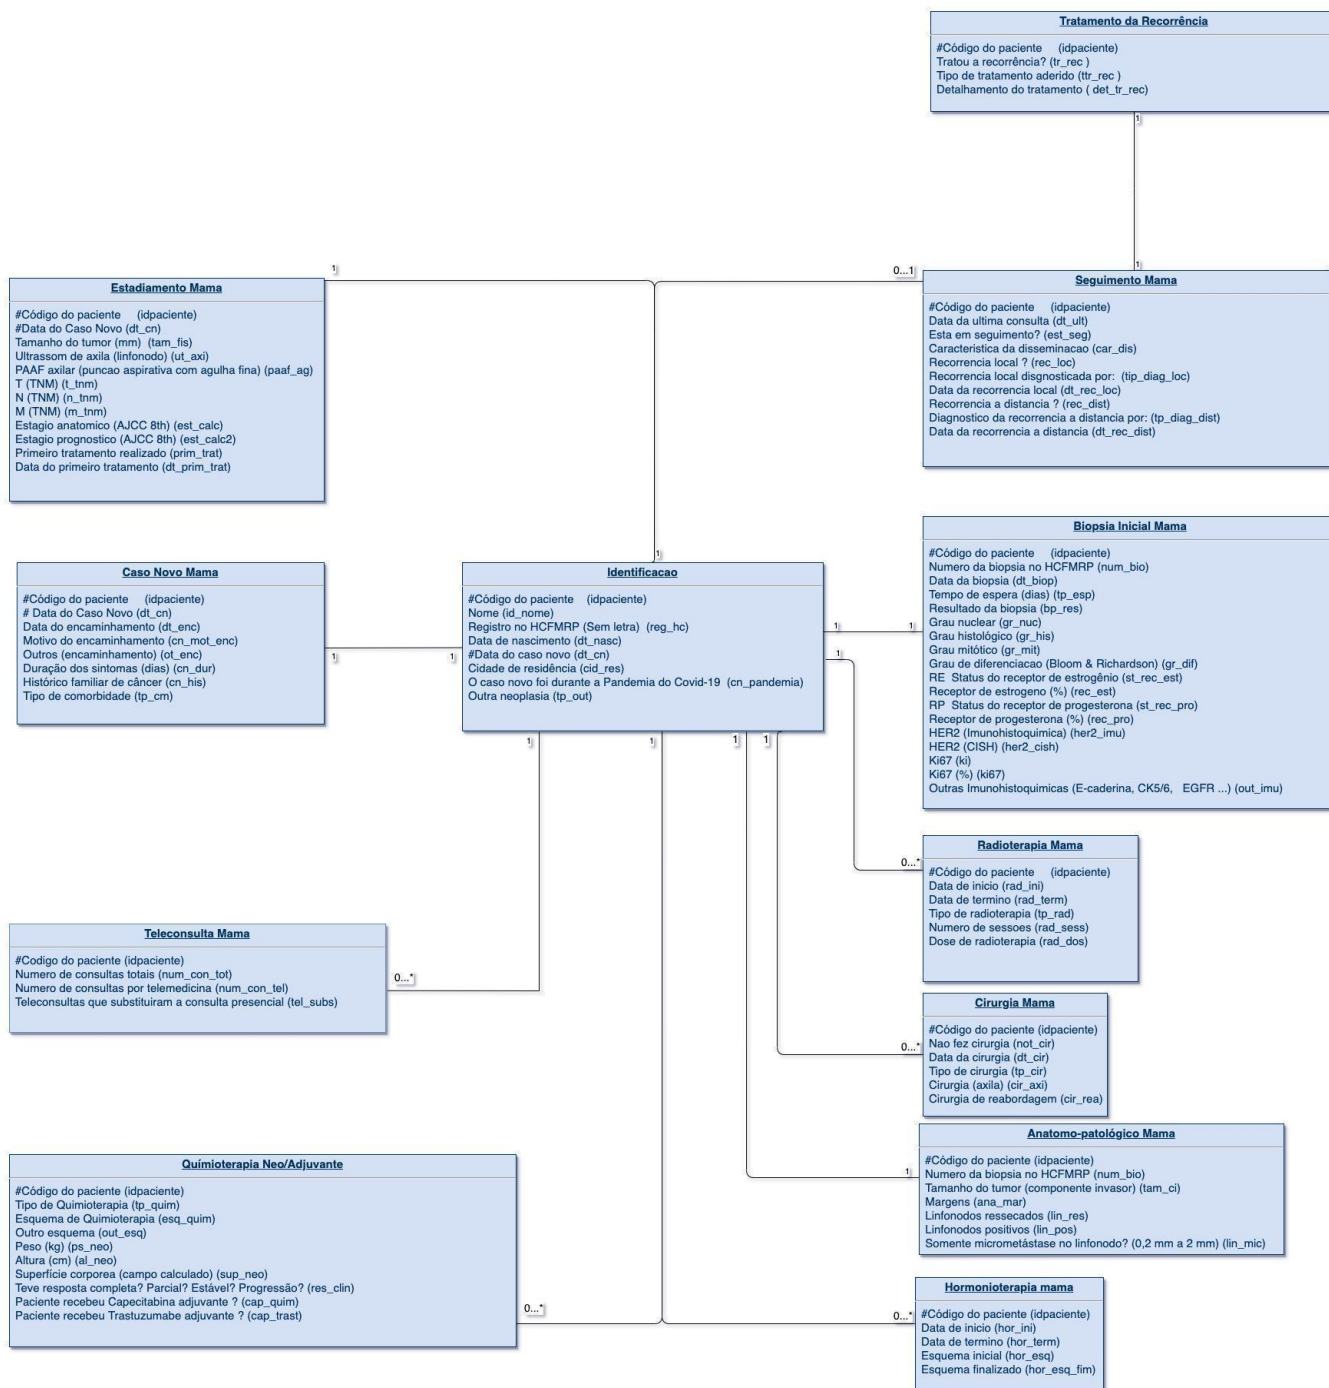 Tratamento da Recorrência
#Código do paciente (idpaciente)
Tratou a recorrência? (tr_rec )
Tipo de tratamento aderido (ttr_rec )
Detalhamento do tratamento ( det_tr_rec)
1
1
1
0...1
Estadiamento Mama
#Código do paciente (idpaciente)
#Data do Caso Novo (dt_cn)
Tamanho do tumor (mm) (tam_fis)
Ultrassom de axila (linfonodo) (ut_axi)
PAAF axilar (puncao aspirativa com agulha fina) (paaf_ag)
T (TNM) (t_tnm)
N (TNM) (n_tnm)
M (TNM) (m_tnm)
Estagio anatomico (AJCC 8th) (est_calc)
Estagio prognostico (AJCC 8th) (est_calc2)
Primeiro tratamento realizado (prim_trat)
Data do primeiro tratamento (dt_prim_trat)
Seguimento Mama
#Código do paciente (idpaciente)
Data da ultima consulta (dt_ult)
Esta em seguimento? (est_seg)
Caracteristica da disseminacao (car_dis)
Recorrencia local ? (rec_loc)
Recorrencia local disgnosticada por: (tip_diag_loc)
Data da recorrencia local (dt_rec_loc)
Recorrencia a distancia ? (rec_dist)
Diagnostico da recorrencia a distancia por: (tp_diag_dist)
Data da recorrencia a distancia (dt_rec_dist)
1
Caso Novo Mama
#Código do paciente (idpaciente)
# Data do Caso Novo (dt_cn)
Data do encaminhamento (dt_enc)
Motivo do encaminhamento (cn_mot_enc)
Outros (encaminhamento) (ot_enc)
Duração dos sintomas (dias) (cn_dur)
Histórico familiar de câncer (cn_his)
Tipo de comorbidade (tp_cm)
1
1
Identificacao
#Código do paciente (idpaciente)
Nome (id_nome)
Registro no HCFMRP (Sem letra) (reg_hc)
Data de nascimento (dt_nasc)
#Data do caso novo (dt_cn)
Cidade de residência (cid_res)
O caso novo foi durante a Pandemia do Covid-19 (cn_pandemia)
Outra neoplasia (tp_out)
1
1
1
Biopsia Inicial Mama
#Código do paciente (idpaciente)
Numero da biopsia no HCFMRP (num_bio)
Data da biopsia (dt_biop)
Tempo de espera (dias) (tp_esp)
Resultado da biopsia (bp_res)
Grau nuclear (gr_nuc)
Grau histológico (gr_his)
Grau mitótico (gr_mit)
Grau de diferenciacao (Bloom & Richardson) (gr_dif)
RE Status do receptor de estrogênio (st_rec_est)
Receptor de estrogeno (%) (rec_est)
RP Status do receptor de progesterona (st_rec_pro)
Receptor de progesterona (%) (rec_pro)
HER2 (Imunohistoquimica) (her2_imu)
HER2 (CISH) (her2_cish)
Ki67 (ki)
Ki67 (%) (ki67)
Outras Imunohistoquimicas (E-caderina, CK5/6, EGFR ...) (out_imu)
1
1
1
1
0...*
Radioterapia Mama
#Código do paciente (idpaciente)
Data de inicio (rad_ini)
Data de termino (rad_term)
Tipo de radioterapia (tp_rad)
Numero de sessoes (rad_sess)
Dose de radioterapia (rad_dos)
Teleconsulta Mama
#Codigo do paciente (idpaciente)
Numero de consultas totais (num_con_tot)
Numero de consultas por telemedicina (num_con_tel)
Teleconsultas que substituiram a consulta presencial (tel_subs)
0...*
0...*
Cirurgia Mama
#Código do paciente (idpaciente)
Nao fez cirurgia (not_cir)
Data da cirurgia (dt_cir)
Tipo de cirurgia (tp_cir)
Cirurgia (axila) (cir_axi)
Cirurgia de reabordagem (cir_rea)
1
Anatomo-patológico Mama
#Código do paciente (idpaciente)
Numero da biopsia no HCFMRP (num_bio)
Tamanho do tumor (componente invasor) (tam_ci)
Margens (ana_mar)
Linfonodos ressecados (lin_res)
Linfonodos positivos (lin_pos)
Somente micrometástase no linfonodo? (0,2 mm a 2 mm) (lin_mic)
Químioterapia Neo/Adjuvante
#Código do paciente (idpaciente)
Tipo de Quimioterapia (tp_quim)
Esquema de Quimioterapia (esq_quim)
Outro esquema (out_esq)
Peso (kg) (ps_neo)
Altura (cm) (al_neo)
Superfície corporea (campo calculado) (sup_neo)
Teve resposta completa? Parcial? Estável? Progressão? (res_clin)
Paciente recebeu Capecitabina adjuvante ? (cap_quim)
Paciente recebeu Trastuzumabe adjuvante ? (cap_trast)
0...*
0...*
Hormonioterapia mama
#Código do paciente (idpaciente)
Data de inicio (hor_ini)
Data de termino (hor_term)
Esquema inicial (hor_esq)
Esquema finalizado (hor_esq_fim)